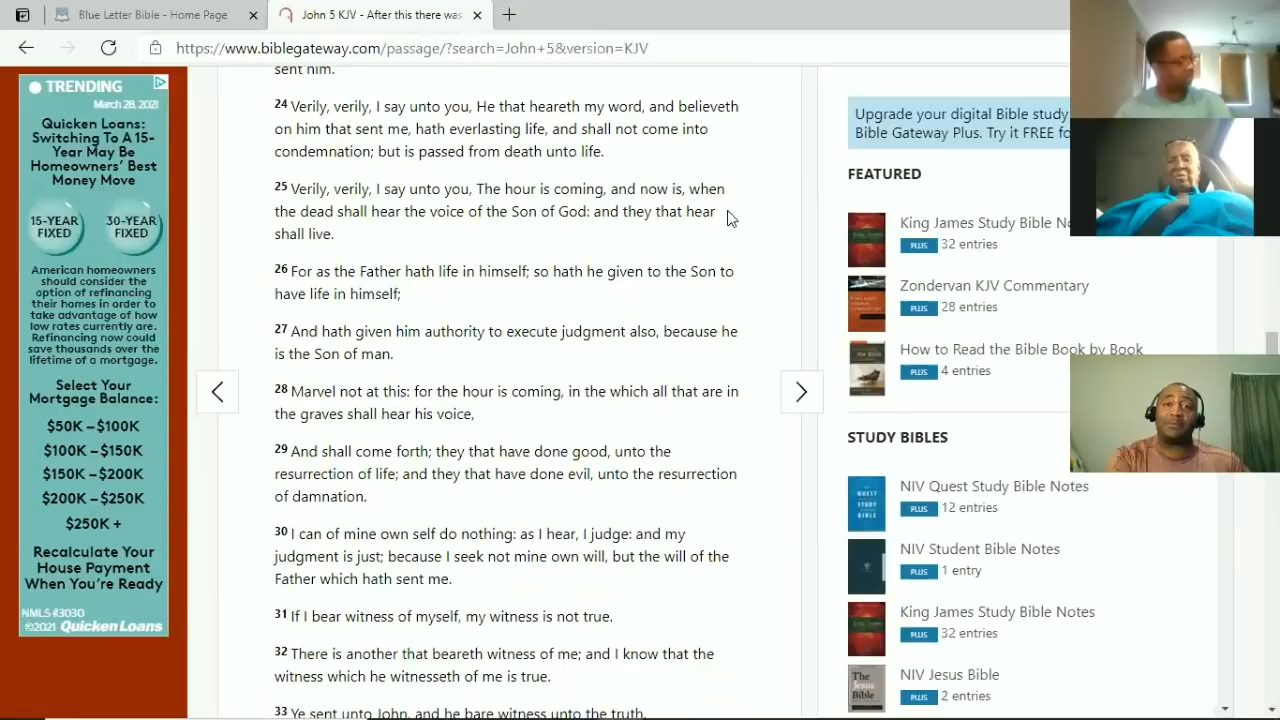 Blue Letter Bible - Home Page
John 5 KJV - After this there was
https://www.biblegateway.com/passage/?search=John+5&version=KJV
TRENDING
March 28, 2021
Quicken Loans:
Switching To A 15-
Year May Be
Homeowners' Best
Money Move
15-YEAR
FIXED
30-YEAR
FIXED
American homeowners
should consider the
option of refinancing
their homes in order to
take advantage of how
low rates currently are.
Refinancing now could
save thousands over the
lifetime of a mortgage.
Select Your
Mortgage Balance:
$50K – $100K
$100K – $150K
$150K – $200K
$200K – $250K
$250K +
Recalculate Your
House Payment
When You're Ready
NMLS #3030
©2021 Quicken Loans
sent him.
24 Verily, verily, I say unto you, He that heareth my word, and believeth
on him that sent me, hath everlasting life, and shall not come into
condemnation; but is passed from death unto life.
25 Verily, verily, I say unto you, The hour is coming, and now is, when
the dead shall hear the voice of the Son of God: and they that hear
shall live.
26 For as the Father hath life in himself; so hath he given to the Son to
have life in himself;
27 And hath given him authority to execute judgment also, because he
is the Son of man.
28 Marvel not at this: for the hour is coming, in the which all that are in
the graves shall hear his voice,
29 And shall come forth; they that have done good, unto the
resurrection of life; and they that have done evil, unto the resurrection
of damnation.
30 I can of mine own self do nothing: as I hear, I judge: and my
judgment is just; because I seek not mine own will, but the will of the
Father which hath sent me.
31 If I bear witness of myself, my witness is not true.
32 There is another that beareth witness of me; and I know that the
witness which he witnesseth of me is true.
33 Ye sent unto John, and he bare witness unto the truth.
Upgrade your digital Bible study
Bible Gateway Plus. Try it FREE
FEATURED
King James Study Bible
PLUS 32 entries
Zondervan KJV Commentary
PLUS 28 entries
How to Read the Bible Book by Book
PLUS 4 entries
STUDY BIBLES
QUEST
STUDY
BIBLE
NIV Quest Study Bible Notes
PLUS 12 entries
NIV Student Bible Notes
PLUS 1 entry
King James Study Bible Notes
PLUS 32 entries
The
Jesus
Bible
NIV Jesus Bible
PLUS 2 entries